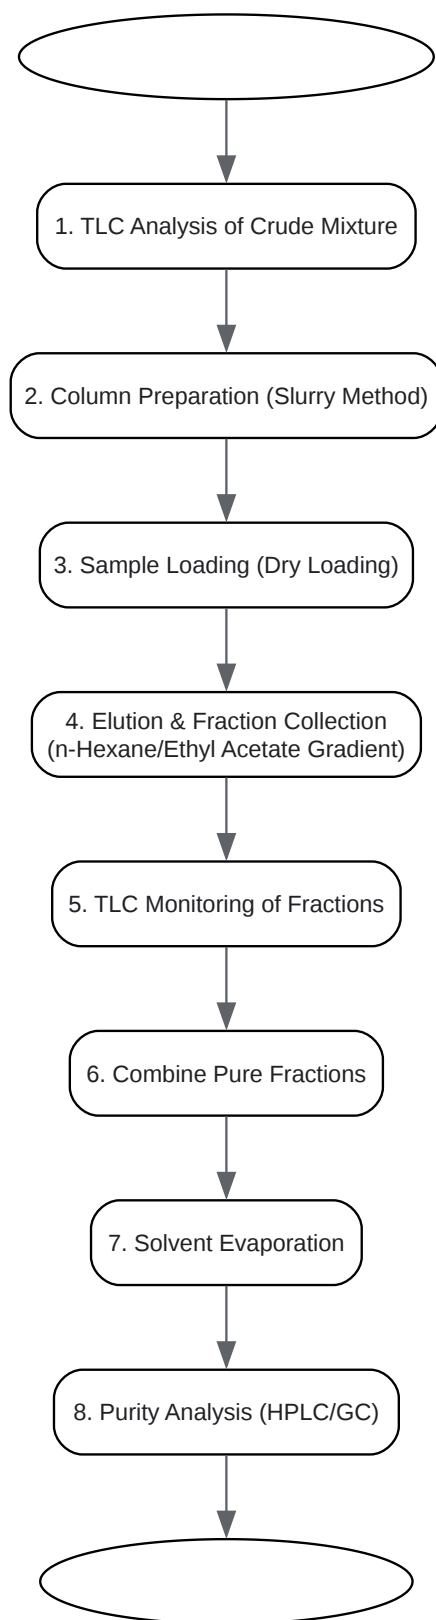 1. TLC Analysis of Crude Mixture
2. Column Preparation (Slurry Method)
3. Sample Loading (Dry Loading)
4. Elution & Fraction Collection
(n-Hexane/Ethyl Acetate Gradient)
5. TLC Monitoring of Fractions
6. Combine Pure Fractions
7. Solvent Evaporation
8. Purity Analysis (HPLC/GC)